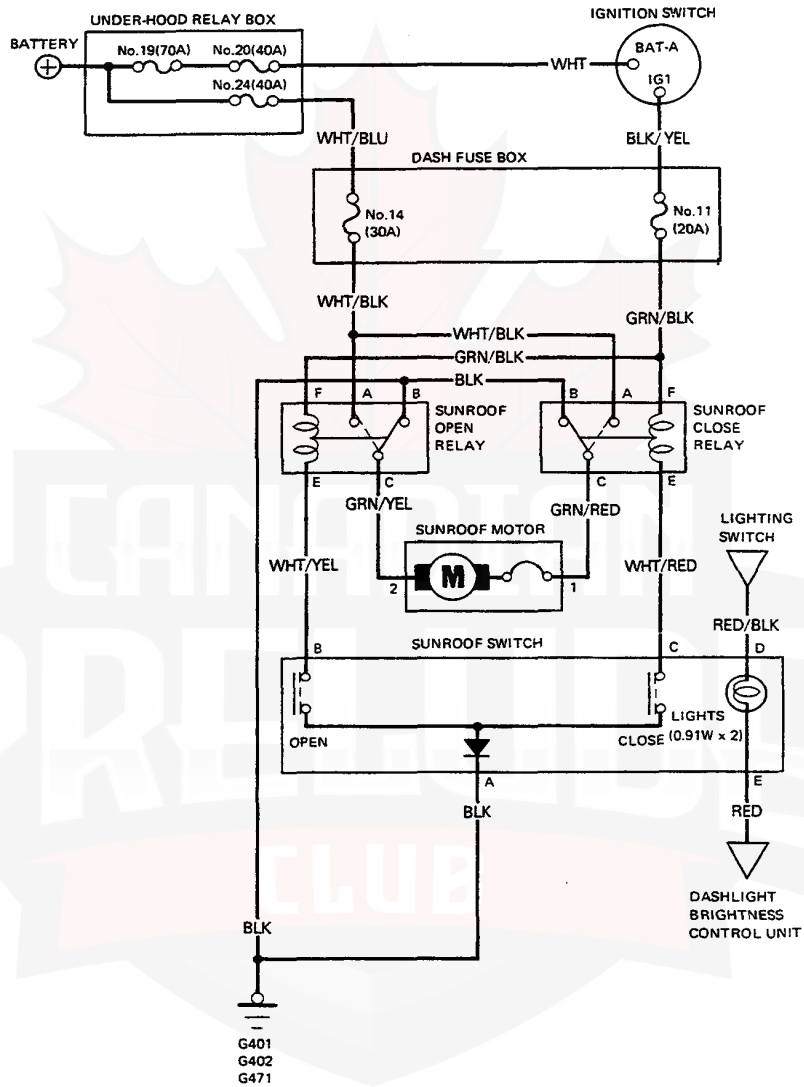 UNDER-HOOD RELAY BOX
IGNITION SWITCH
BATTERY
No.19(70A)
No.20(40A)
WHT
BAT-A
No.24(40A)
IG1
WHT/BLU
BLK/YEL
DASH FUSE BOX
No.14
(30A)
No.11
(20A)
WHT/BLK
GRN/BLK
WHT/BLK
GRN/BLK
BLK
F
A
B
B
A
F
SUNROOF
OPEN
RELAY
SUNROOF
CLOSE
RELAY
E
C
C
E
GRN/YEL
GRN/RED
SUNROOF MOTOR
LIGHTING
SWITCH
WHT/YEL
M
WHT/RED
2
1
RED/BLK
B
SUNROOF SWITCH
C
D
OPEN
CLOSE
LIGHTS
(0.91W x 2)
A
E
BLK
RED
DASHLIGHT
BRIGHTNESS
CONTROL UNIT
BLK
G401
G402
G471
CANADIAN
PRELUDE
CLUB